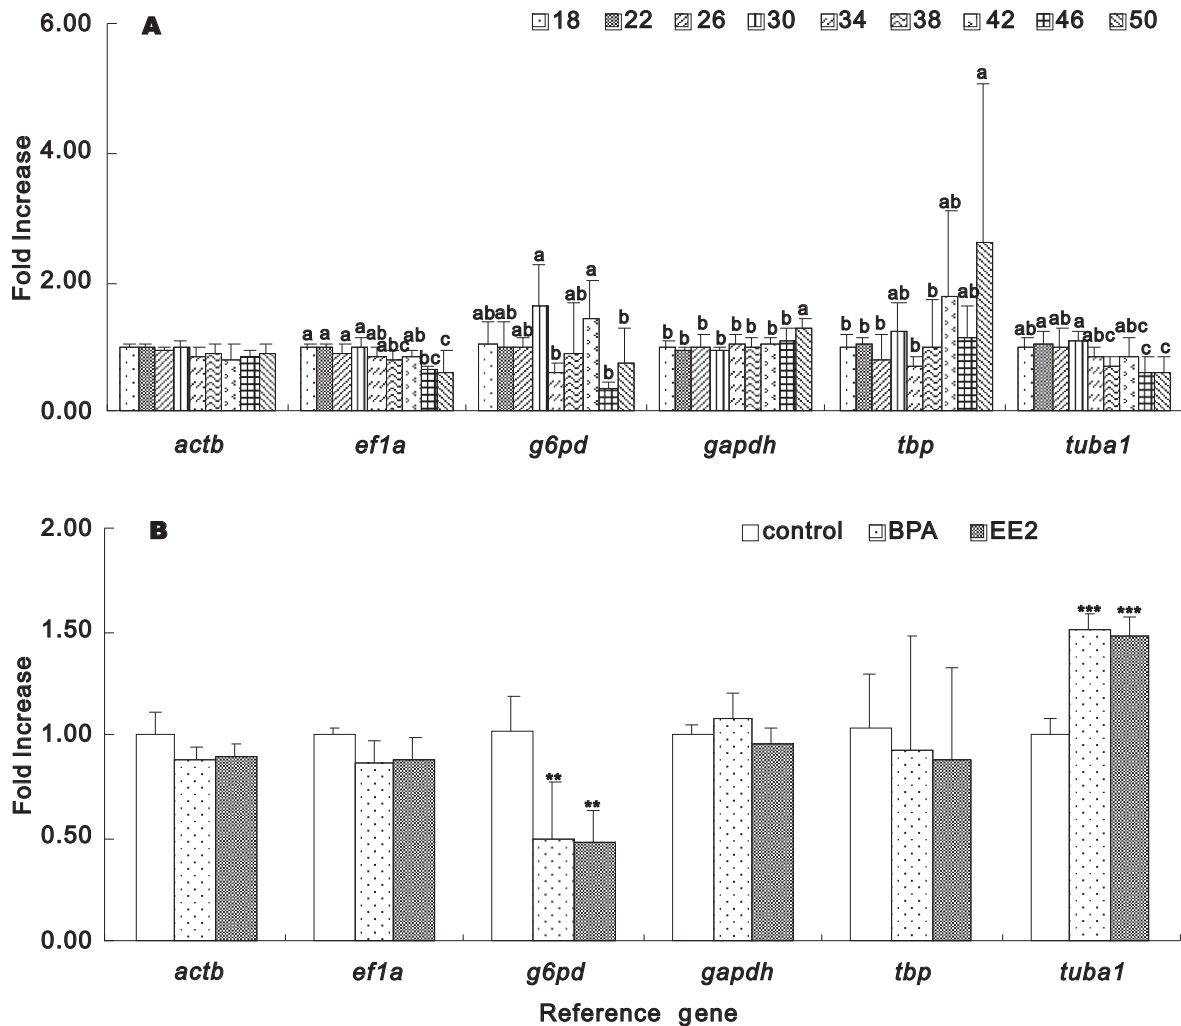 A
18 22 26 30 34 38 42 46 50
6.00
4.00
2.00
0.00
Fold Increase
a
a
ab
a a
ab ab a ab ab b ab
a a a a ab ab bc c
ab b b b
b b b b b b b b a
b b b b
ab a ab a abc c abc c c
actb ef1a g6pd gapdh tbp tuba1
B
control BPA EE2
2.00
1.50
1.00
0.50
0.00
Fold Increase
*** ***
** **
actb ef1a g6pd gapdh tbp tuba1
Reference gene